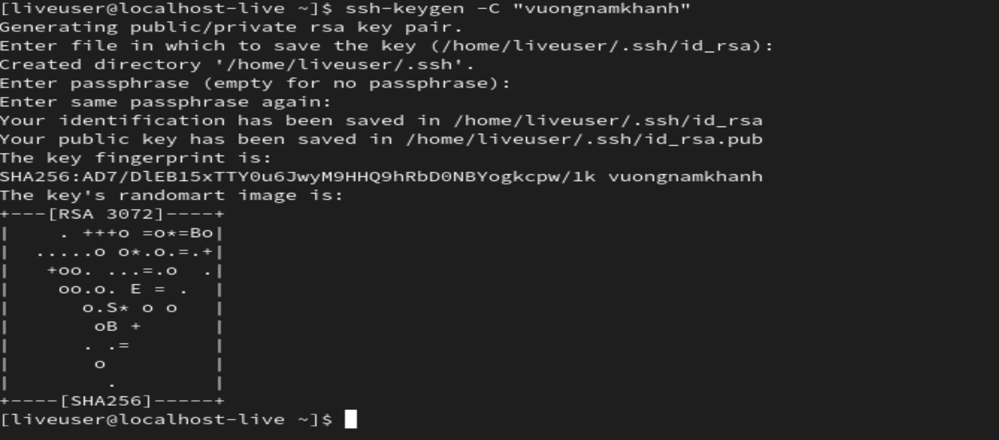 [liveuser@localhost-live ~]$ ssh-keygen -C "vuongnamkhanh"
Generating public/private rsa key pair.
Enter file in which to save the key (/home/liveuser/.ssh/id_rsa):
Created directory '/home/liveuser/.ssh'.
Enter passphrase (empty for no passphrase):
Enter same passphrase again:
Your identification has been saved in /home/liveuser/.ssh/id_rsa
Your public key has been saved in /home/liveuser/.ssh/id_rsa.pub
The key fingerprint is:
SHA256:AD7/DlEB15xTTY0u6JwyM9HHQ9hRbD0NBYogkcpw/1k vuongnamkhanh
The key's randomart image is:
+---[RSA 3072]----+
|    . +++o =o*=Bo|
|  .....o o*.o.=.+|
|   +oo. ...=.o  .|
|    oo.o. E = .  |
|      o.S* o o   |
|       oB +      |
|      . .=       |
|       o         |
|        .        |
+----[SHA256]-----+
[liveuser@localhost-live ~]$